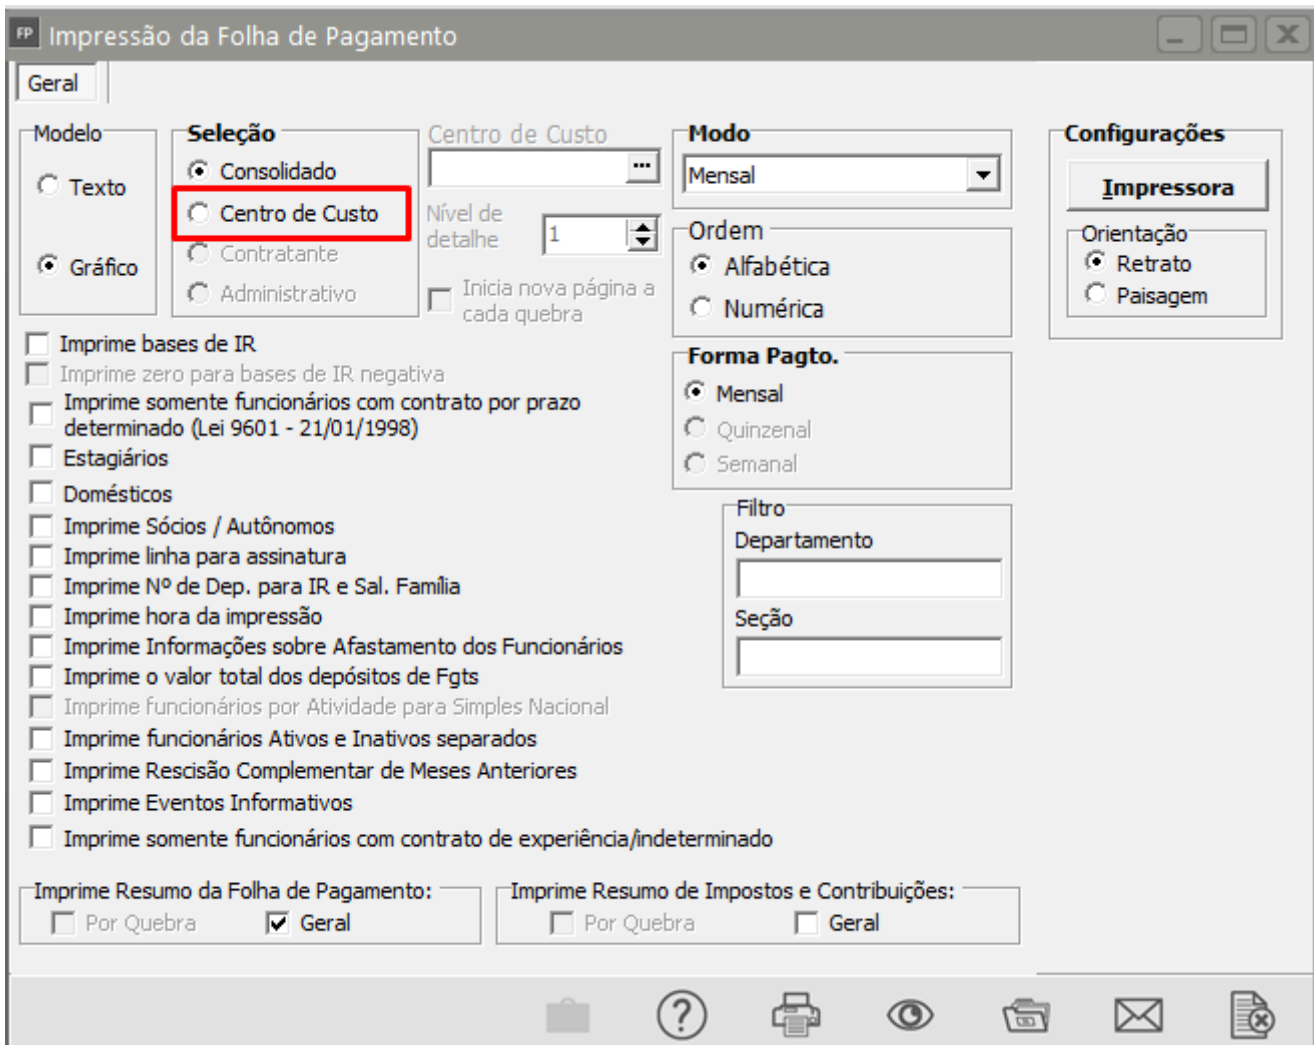 FP Impressão da Folha de Pagamento
Geral
Modelo
Texto
Gráfico
Seleção
Consolidado
Centro de Custo
Contratante
Administrativo
Centro de Custo
...
Nível de
detalhe
1
Inicia nova página a
cada quebra
Modo
Mensal
Ordem
Alfabética
Numérica
Forma Pagto.
Mensal
Quinzenal
Semanal
Filtro
Departamento
Seção
Configurações
Impressora
Orientação
Retrato
Paisagem
Imprime bases de IR
Imprime zero para bases de IR negativa
Imprime somente funcionários com contrato por prazo
determinado (Lei 9601 - 21/01/1998)
Estagiários
Domésticos
Imprime Sócios / Autônomos
Imprime linha para assinatura
Imprime Nº de Dep. para IR e Sal. Família
Imprime hora da impressão
Imprime Informações sobre Afastamento dos Funcionários
Imprime o valor total dos depósitos de Fgts
Imprime funcionários por Atividade para Simples Nacional
Imprime funcionários Ativos e Inativos separados
Imprime Rescisão Complementar de Meses Anteriores
Imprime Eventos Informativos
Imprime somente funcionários com contrato de experiência/indeterminado
Imprime Resumo da Folha de Pagamento:
Por Quebra
Geral
Imprime Resumo de Impostos e Contribuições:
Por Quebra
Geral